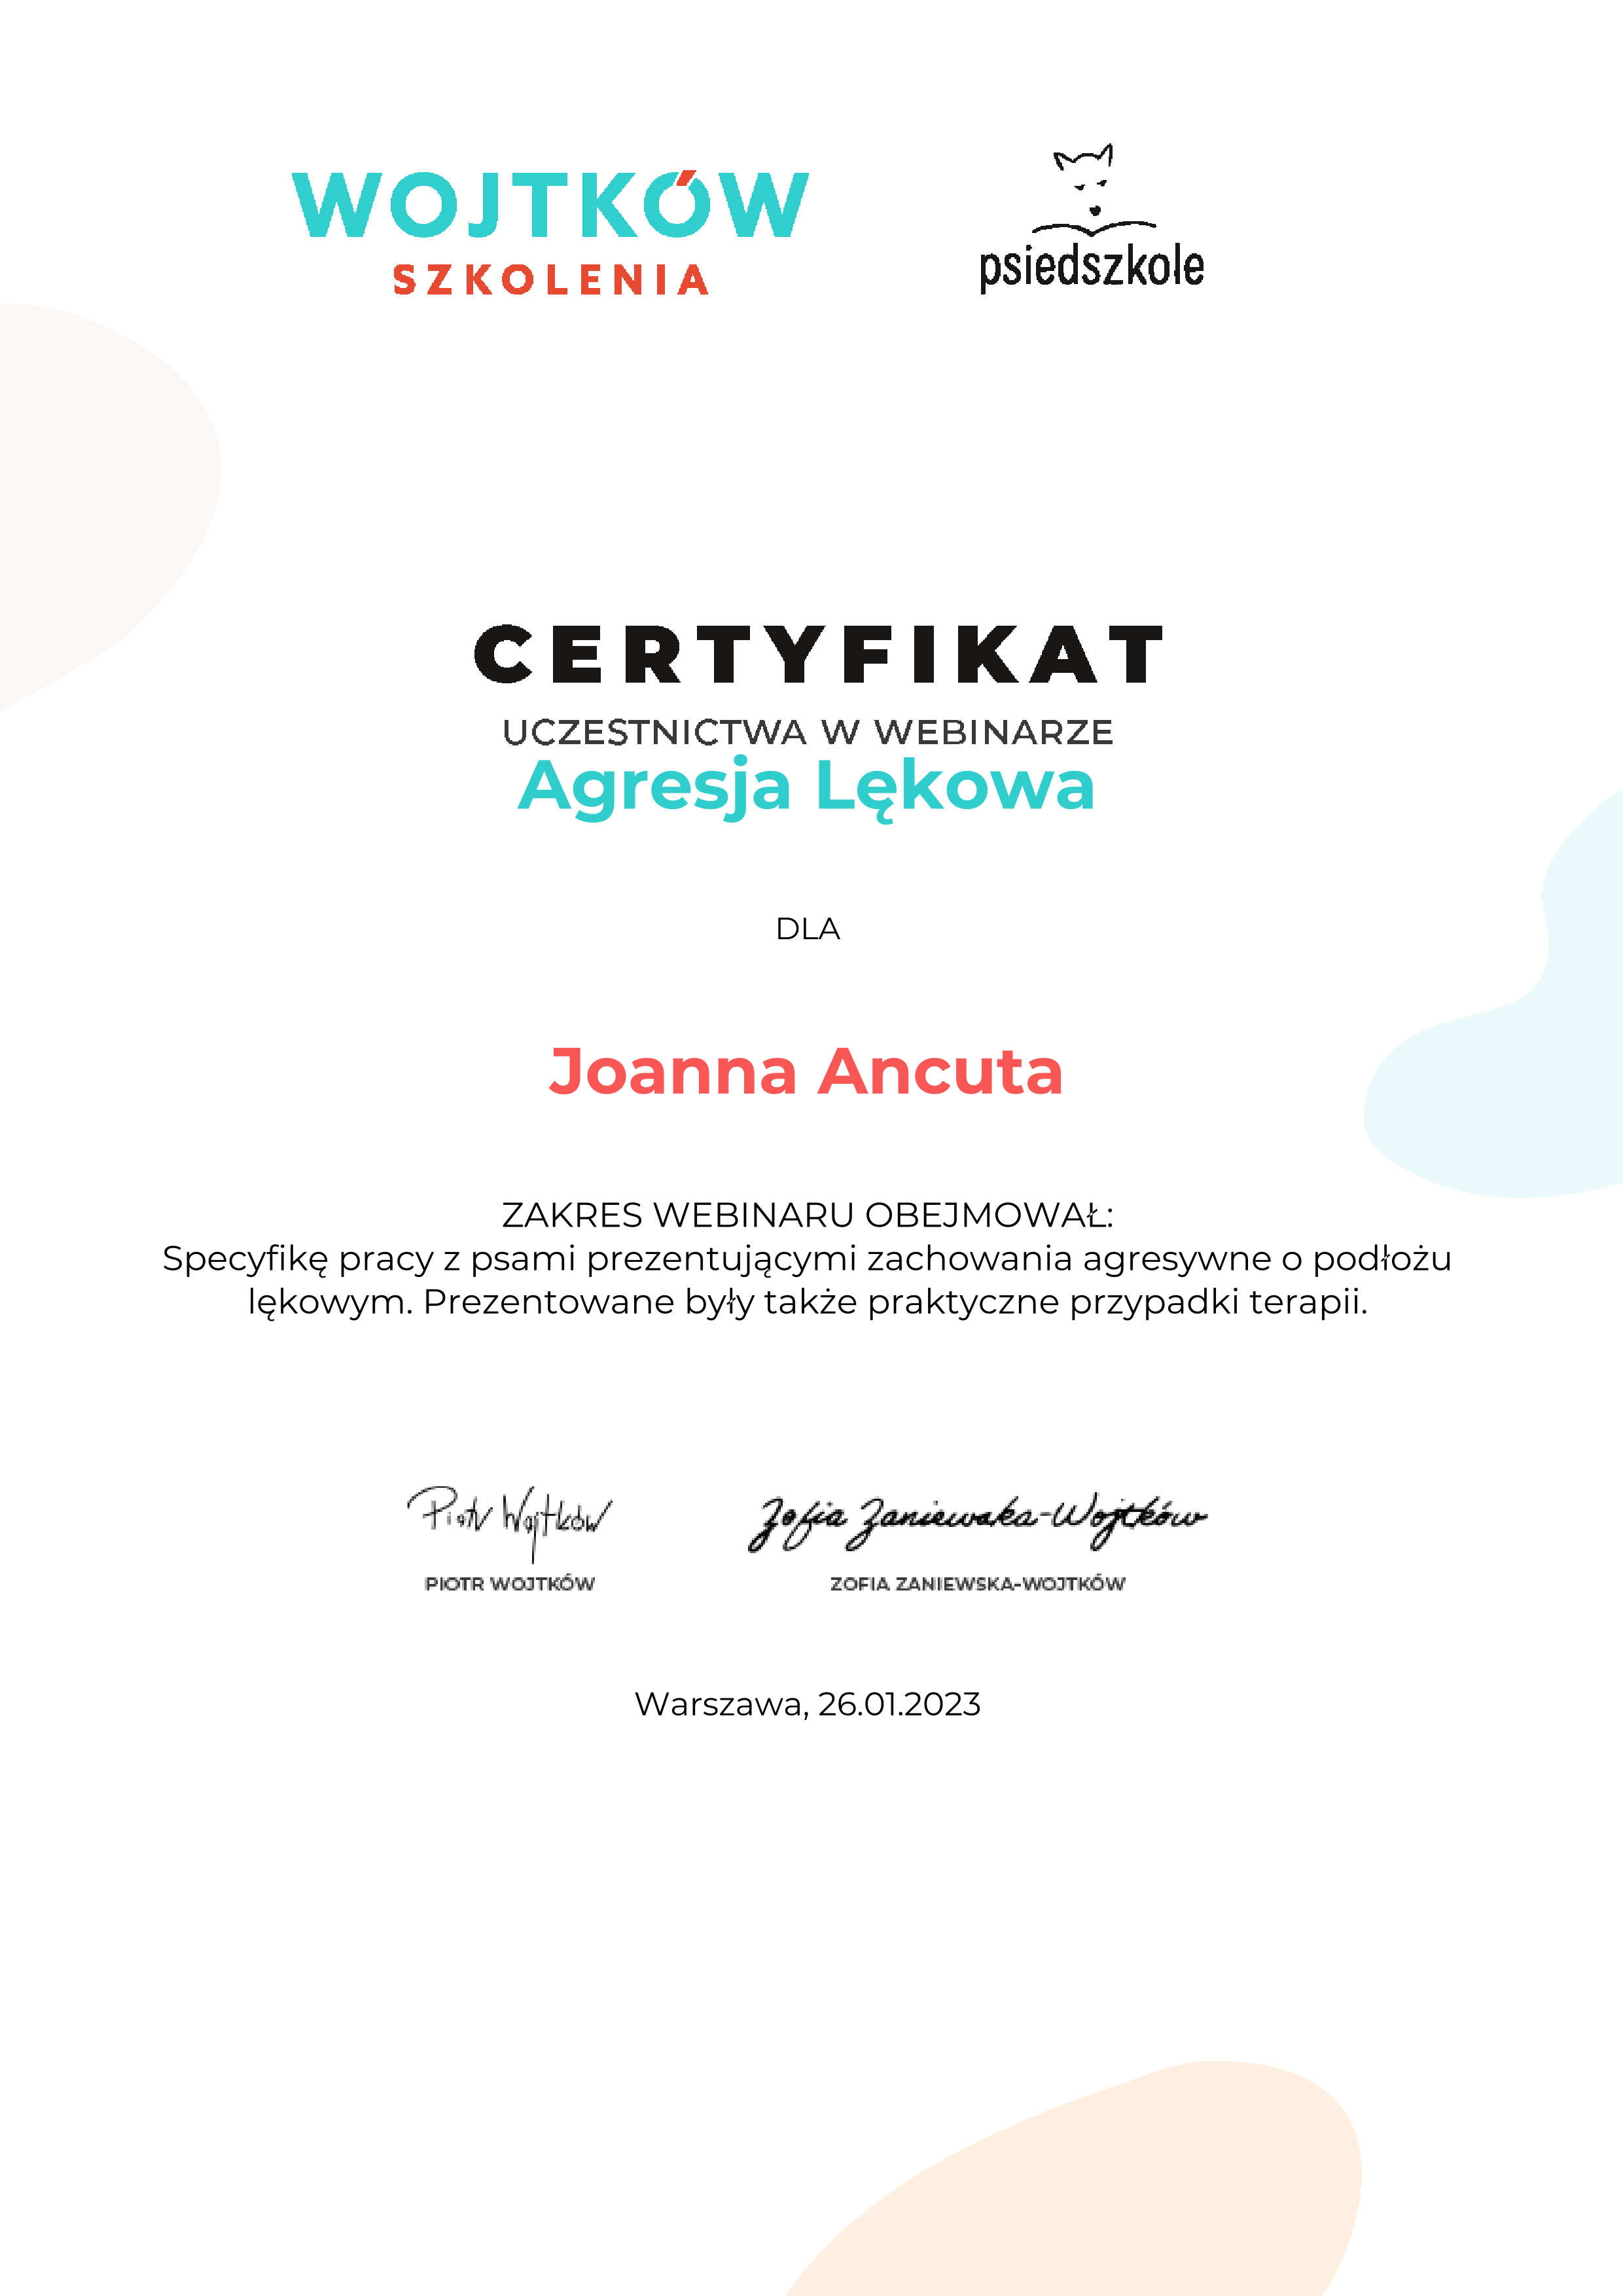 WOJTKÓW
SZKOLENIA
psiedszkole
CERTYFIKAT
UCZESTNICTWA W WEBINARZE
Agresja Lękowa
DLA
Joanna Ancuta
ZAKRES WEBINARU OBEJMOWAŁ:
Specyfikę pracy z psami prezentującymi zachowania agresywne o podłożu
lękowym. Prezentowane były także praktyczne przypadki terapii.
Piotr Wojtków
Zofia Zaniewska-Wojtków
PIOTR WOJTKÓW
ZOFIA ZANIEWSKA-WOJTKÓW
Warszawa, 26.01.2023